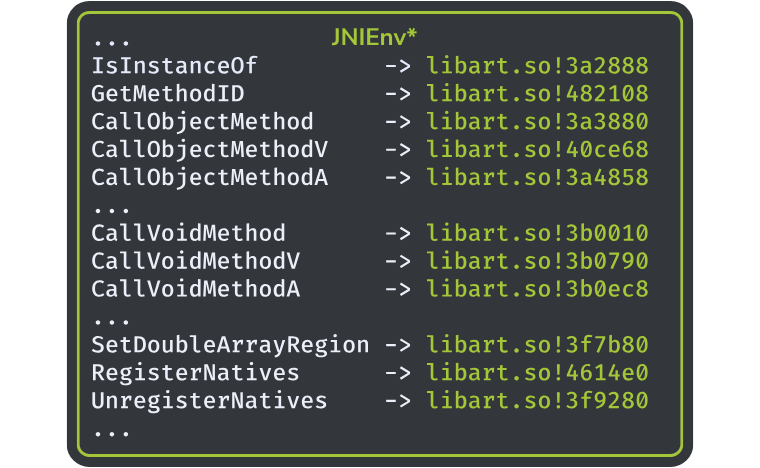 ... JNIEnv*
IsInstanceOf -> libart.so!3a2888
GetMethodID -> libart.so!482108
CallObjectMethod -> libart.so!3a3880
CallObjectMethodV -> libart.so!40ce68
CallObjectMethodA -> libart.so!3a4858
...
CallVoidMethod -> libart.so!3b0010
CallVoidMethodV -> libart.so!3b0790
CallVoidMethodA -> libart.so!3b0ec8
...
SetDoubleArrayRegion -> libart.so!3f7b80
RegisterNatives -> libart.so!4614e0
UnregisterNatives -> libart.so!3f9280
...